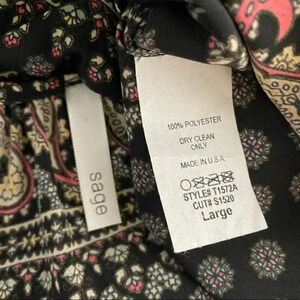 sage
100% POLYESTER
DRY CLEAN
ONLY
MADE IN U.S.A.
STYLE# T1572A
CUT# S1520
Large